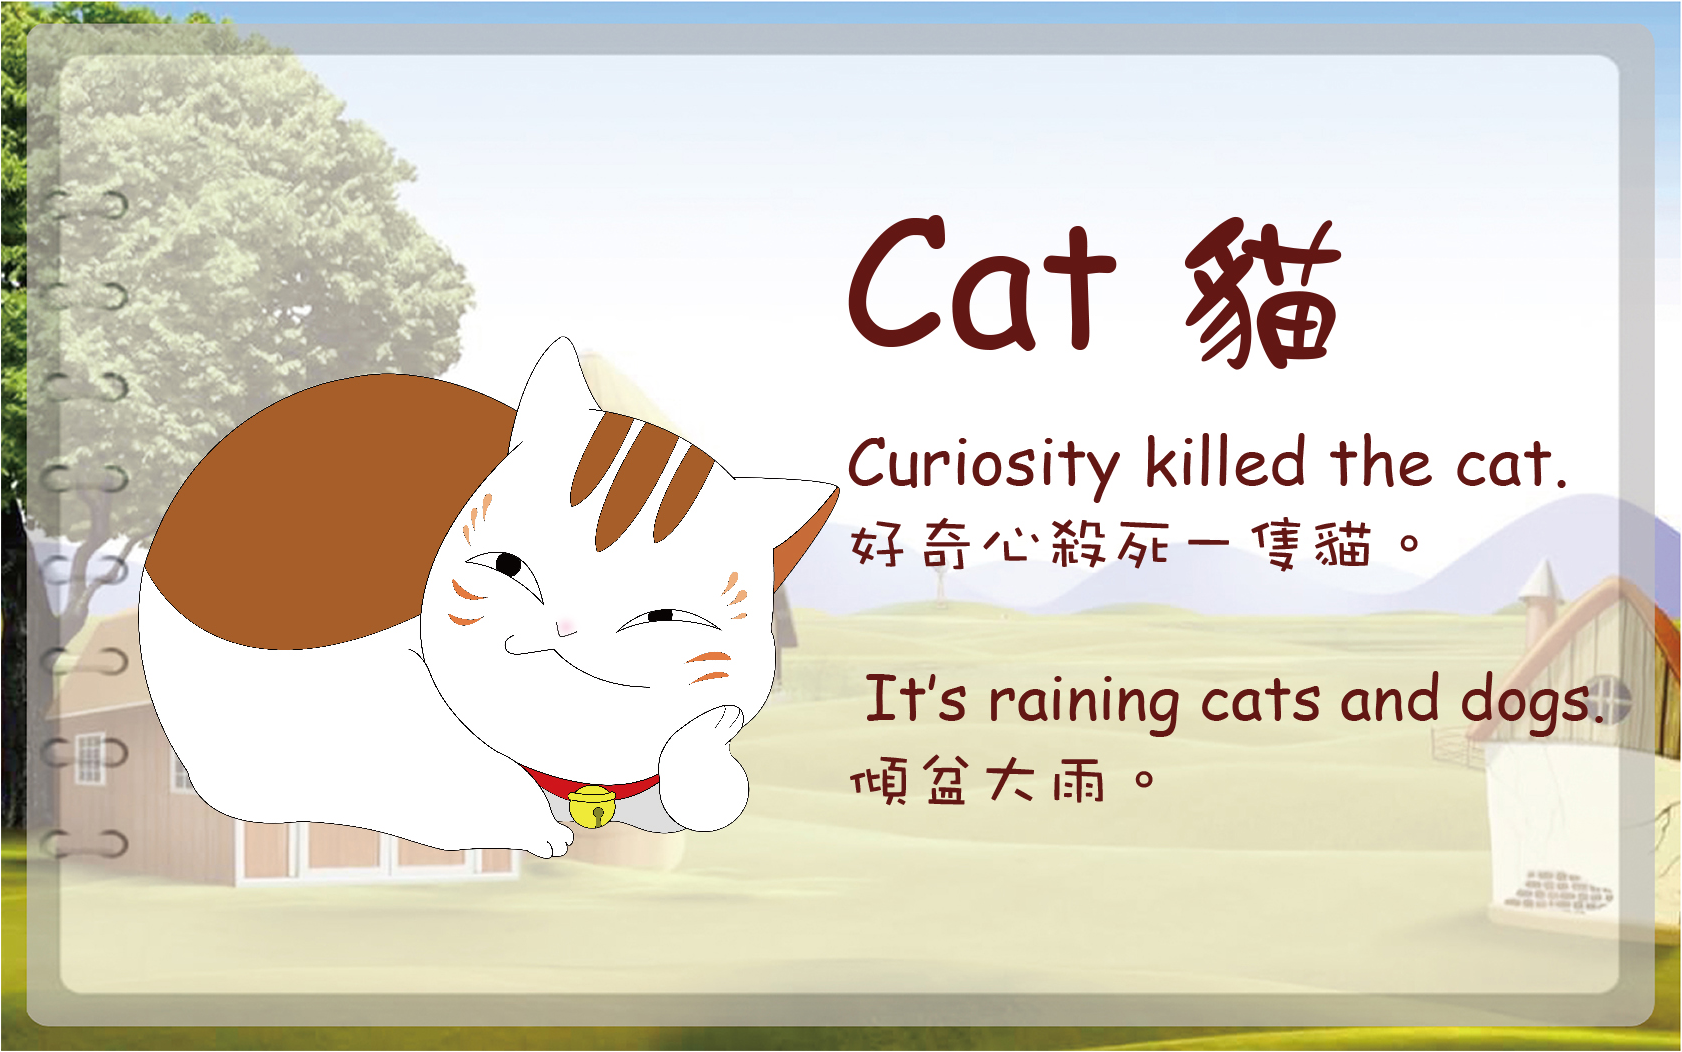 Cat 貓
Curiosity killed the cat.
好奇心殺死一隻貓。
It's raining cats and dogs.
傾盆大雨。